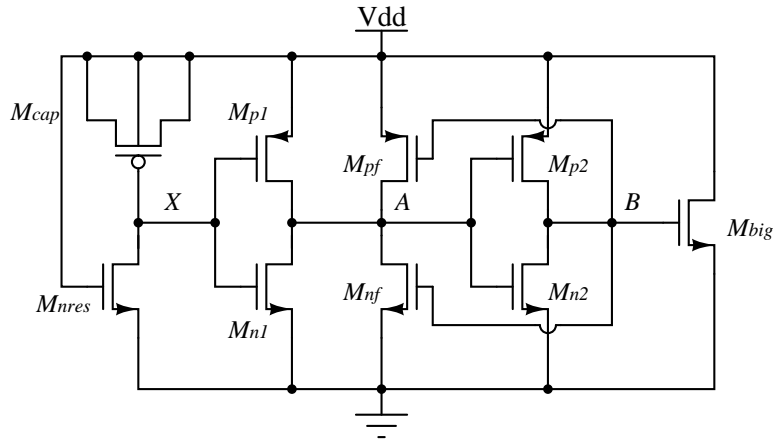 Vdd
Mcap
Mp1
Mpf
Mp2
X
A
B
Mbig
Mnres
Mn1
Mnf
Mn2